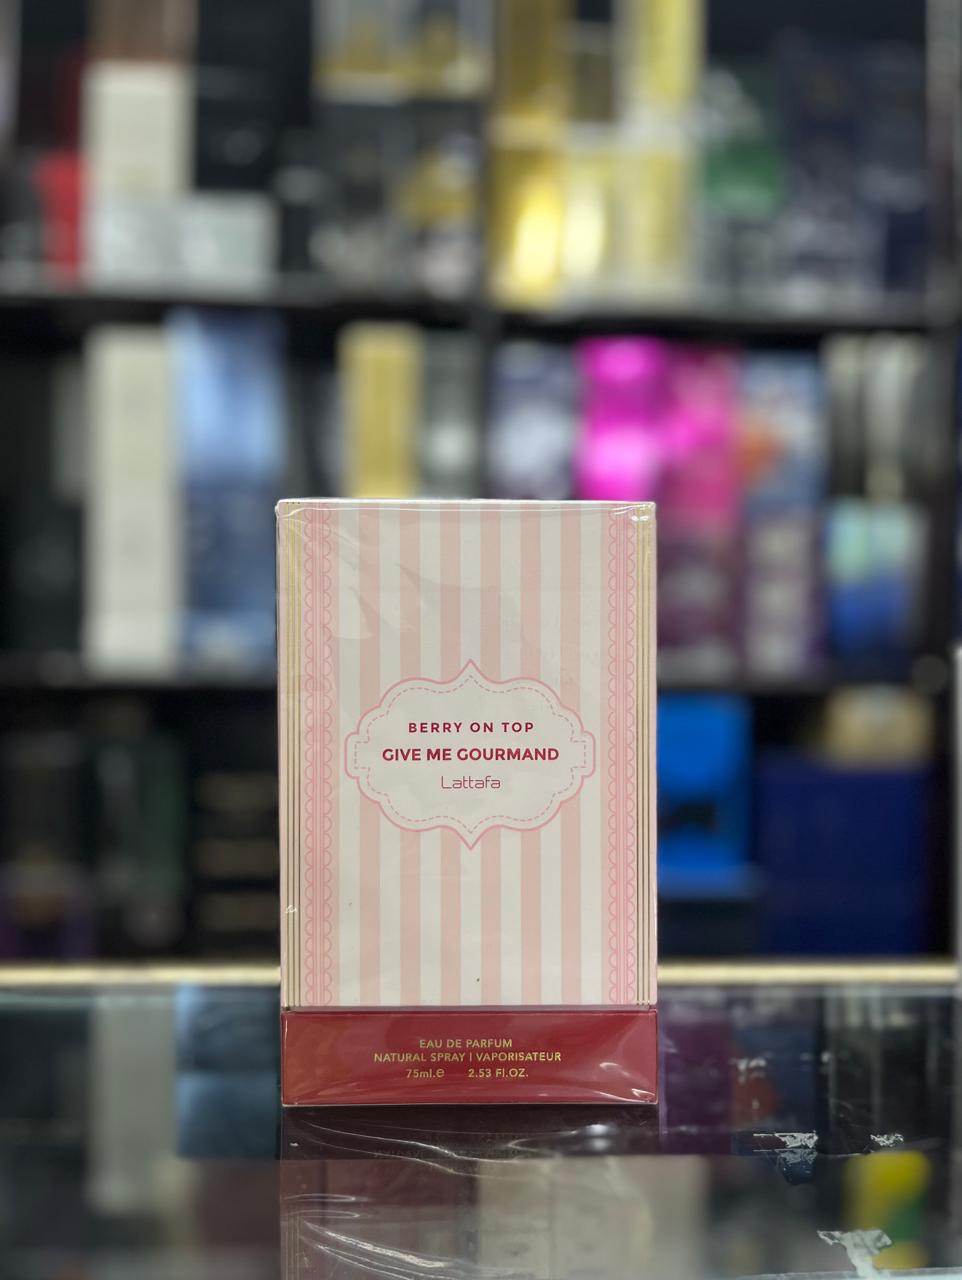 BERRY ON TOP
GIVE ME GOURMAND
Lattafa
EAU DE PARFUM
NATURAL SPRAY | VAPORISATEUR
75ml.e 2.53 Fl.OZ.